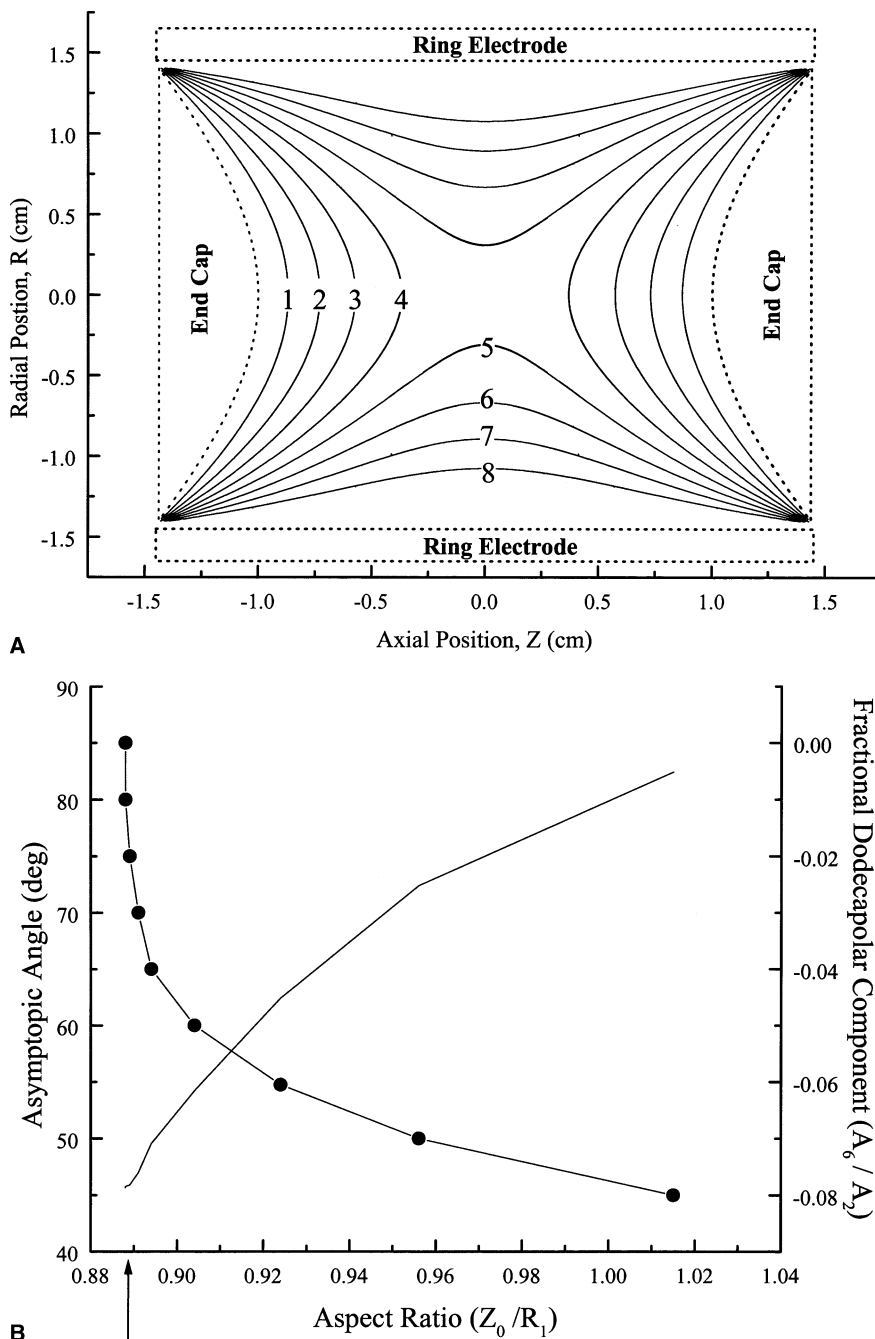 Ring Electrode
1.5
1.0
0.5
0.0
-0.5
-1.0
-1.5
Radial Postion, R (cm)
End Cap
1 2 3 4
5
6
7
8
End Cap
Ring Electrode
-1.5 -1.0 -0.5 0.0 0.5 1.0 1.5
Axial Position, Z (cm)
A
90
80
70
60
50
40
Asymptopic Angle (deg)
0.00
-0.02
-0.04
-0.06
-0.08
Fractional Dodecapolar Component (A6 / A2)
0.88 0.90 0.92 0.94 0.96 0.98 1.00 1.02 1.04
Aspect Ratio (Z0 /R1)
B